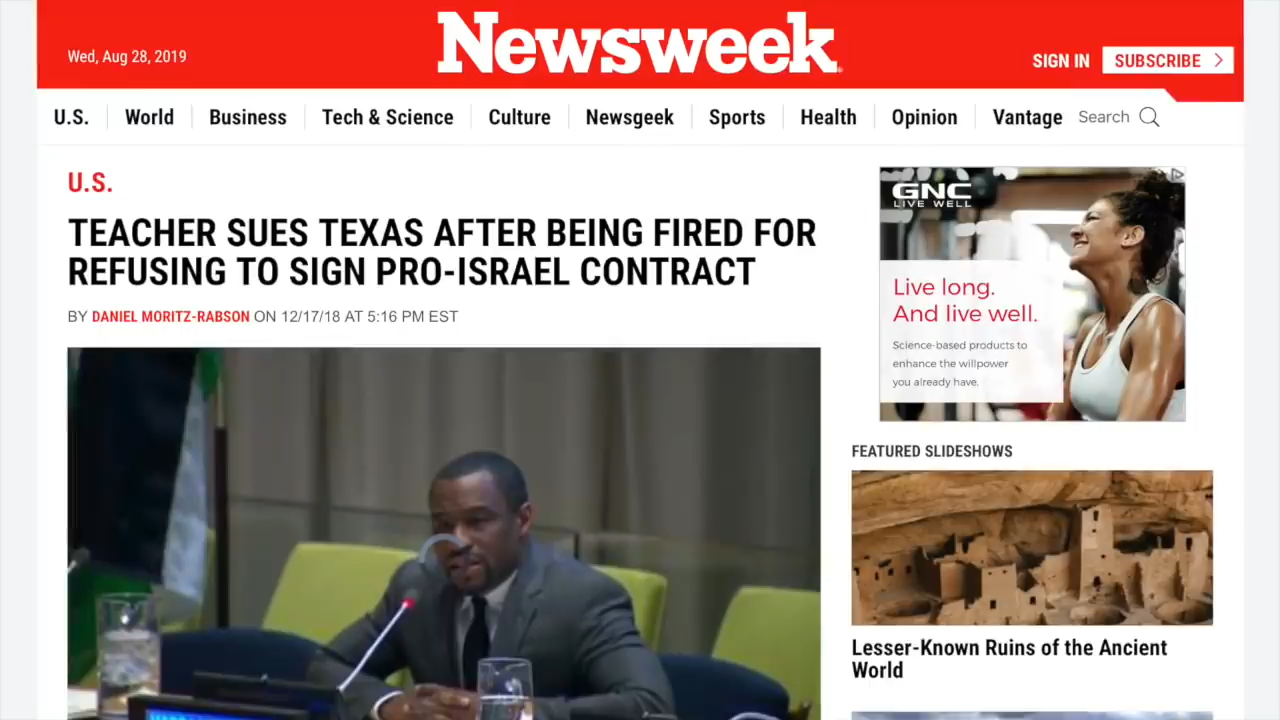 Newsweek
Wed, Aug 28, 2019
SIGN IN
SUBSCRIBE
U.S.
World
Business
Tech & Science
Culture
Newsgeek
Sports
Health
Opinion
Vantage
Search
U.S.
TEACHER SUES TEXAS AFTER BEING FIRED FOR
REFUSING TO SIGN PRO-ISRAEL CONTRACT
BY DANIEL MORITZ-RABSON ON 12/17/18 AT 5:16 PM EST
GNC
LIVE WELL
Live long.
And live well.
Science-based products to
enhance the willpower
you already have.
FEATURED SLIDESHOWS
Lesser-Known Ruins of the Ancient
World